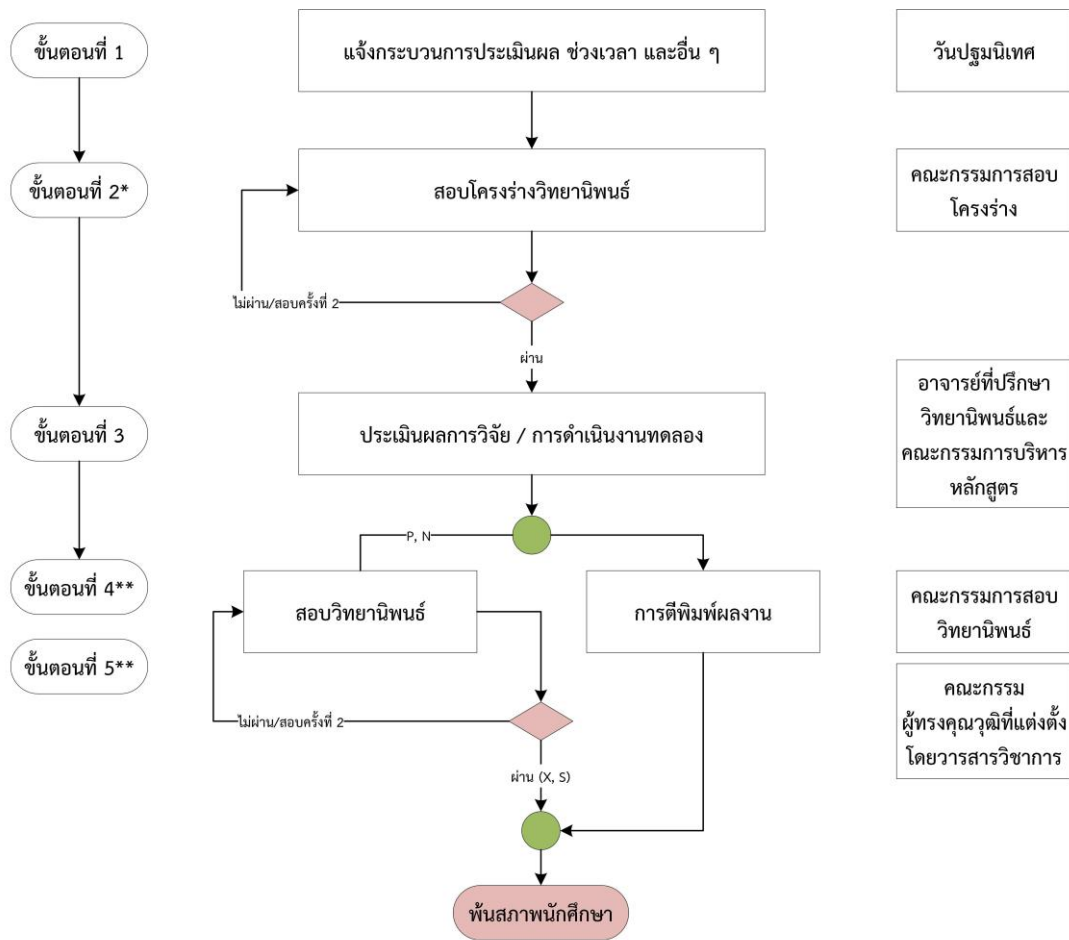 ขั้นตอนที่ 1
แจ้งกระบวนการประเมินผล ช่วงเวลา และอื่น ๆ
วันปฐมนิเทศ
ขั้นตอนที่ 2*
สอบโครงร่างวิทยานิพนธ์
คณะกรรมการสอบ
โครงร่าง
ไม่ผ่าน/สอบครั้งที่ 2
ผ่าน
ขั้นตอนที่ 3
ประเมินผลการวิจัย / การดำเนินงานทดลอง
อาจารย์ที่ปรึกษา
วิทยานิพนธ์และ
คณะกรรมการบริหาร
หลักสูตร
P, N
ขั้นตอนที่ 4**
สอบวิทยานิพนธ์
การตีพิมพ์ผลงาน
คณะกรรมการสอบ
วิทยานิพนธ์
ขั้นตอนที่ 5**
ไม่ผ่าน/สอบครั้งที่ 2
คณะกรรม
ผู้ทรงคุณวุฒิที่แต่งตั้ง
โดยวารสารวิชาการ
ผ่าน (X, S)
พ้นสภาพนักศึกษา